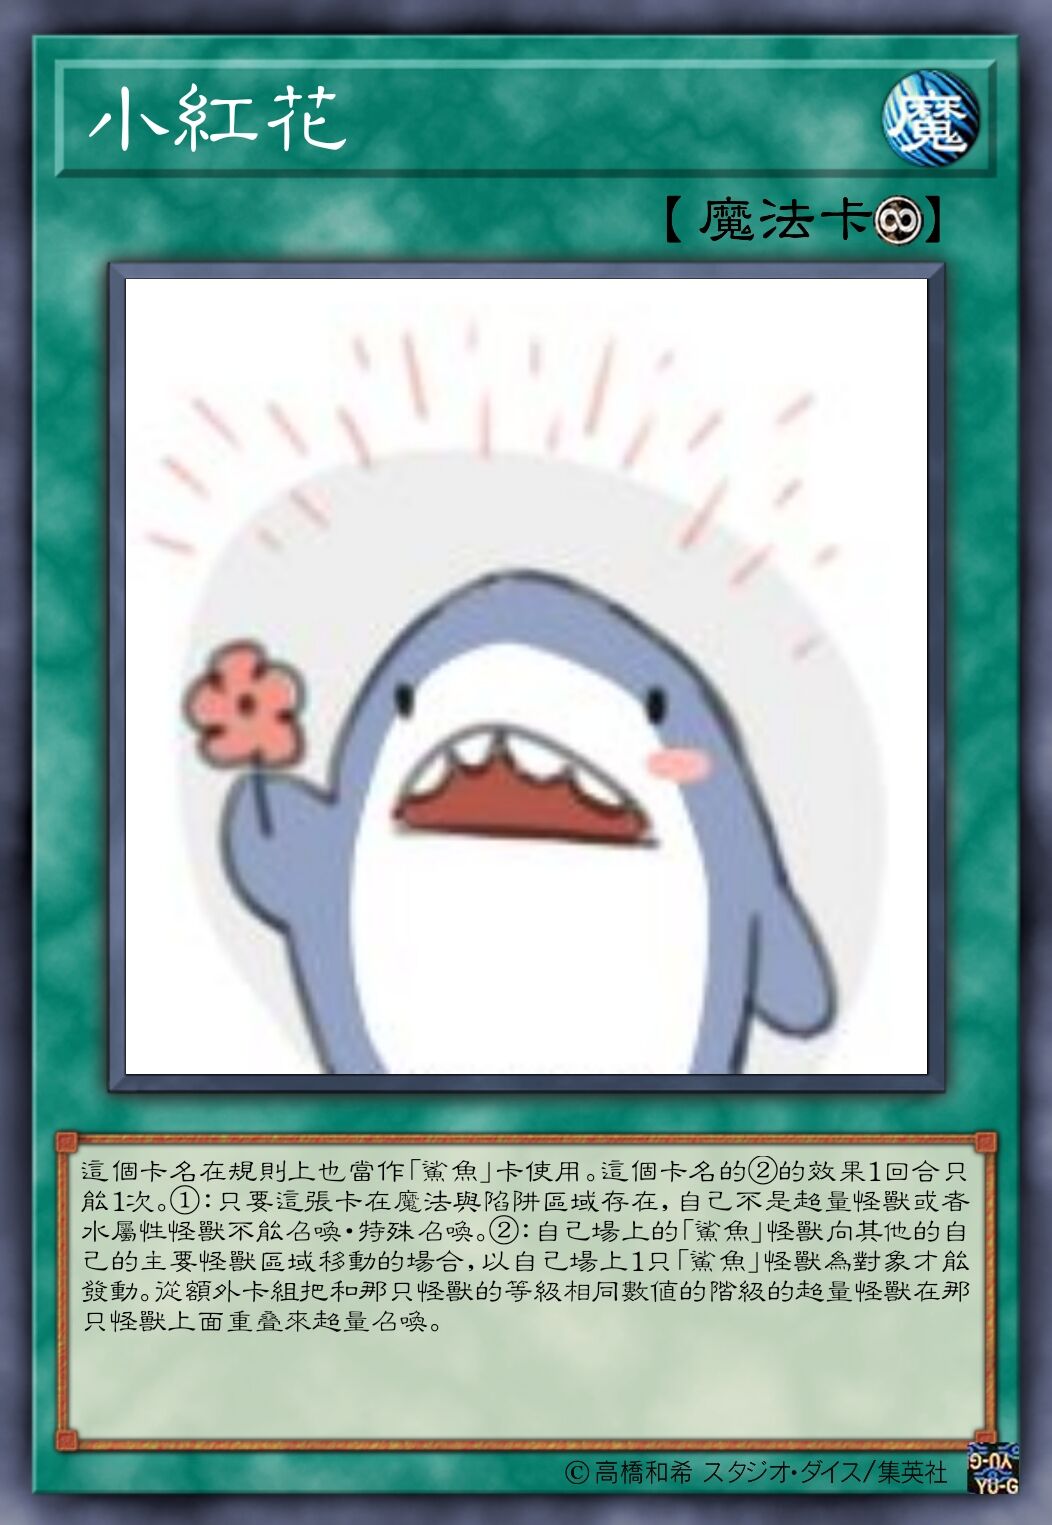 小紅花
魔
【魔法卡∞】
這個卡名在規則上也當作「鯊魚」卡使用。這個卡名的②的效果1回合只
能1次。①：只要這張卡在魔法與陷阱區域存在，自己不是超量怪獸或者
水屬性怪獸不能召喚・特殊召喚。②：自己場上的「鯊魚」怪獸向其他的自
己的主要怪獸區域移動的場合，以自己場上1只「鯊魚」怪獸為對象才能
發動。從額外卡組把和那只怪獸的等級相同數值的階級的超量怪獸在那
只怪獸上面重疊來超量召喚。
©高橋和希 スタジオ・ダイス/集英社